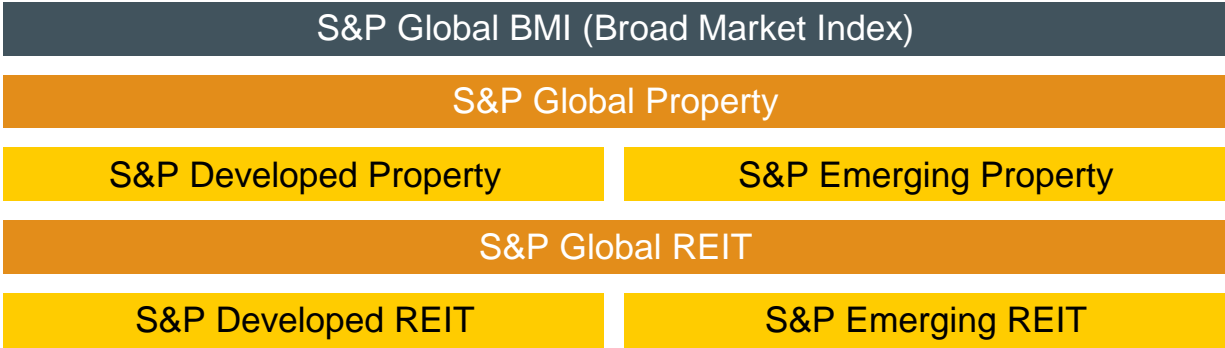 S&P Global BMI (Broad Market Index)
S&P Global Property
S&P Developed Property
S&P Emerging Property
S&P Global REIT
S&P Developed REIT
S&P Emerging REIT